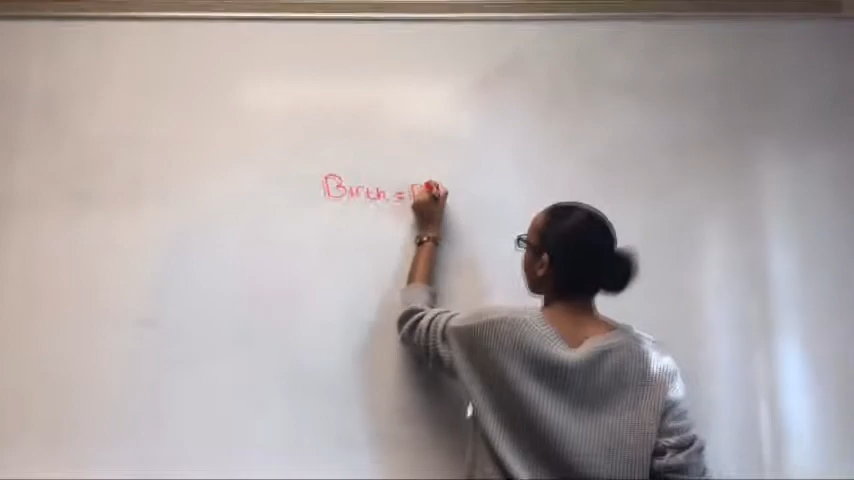 Birth =